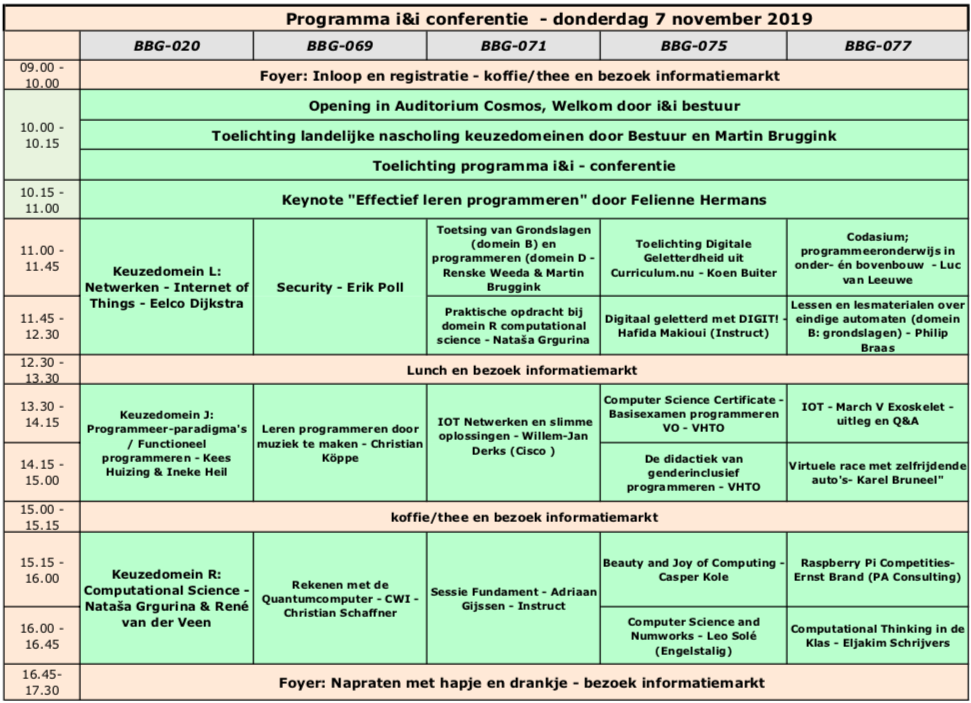 Programma i&i conferentie  - donderdag 7 november 2019
BBG-020
BBG-069
BBG-071
BBG-075
BBG-077
09.00 -
10.00
Foyer: Inloop en registratie - koffie/thee en bezoek informatiemarkt
10.00 -
10.15
Opening in Auditorium Cosmos, Welkom door i&i bestuur
Toelichting landelijke nascholing keuzedomeinen door Bestuur en Martin Bruggink
Toelichting programma i&i - conferentie
10.15 -
11.00
Keynote "Effectief leren programmeren" door Felienne Hermans
11.00 -
11.45
Keuzedomein L:
Netwerken - Internet of
Things - Eelco Dijkstra
Security - Erik Poll
Toetsing van Grondslagen
(domein B) en
programmeren (domein D -
Renske Weeda & Martin
Bruggink
Toelichting Digitale
Geletterdheid uit
Curriculum.nu - Koen Buiter
Codasium;
programmeeronderwijs in
onder- én bovenbouw  - Luc
van Leeuwe
11.45 -
12.30
Praktische opdracht bij
domein R computational
science - Nataša Grgurina
Digitaal geletterd met DIGIT! -
Hafida Makioui (Instruct)
Lessen en lesmaterialen over
eindige automaten (domein
B: grondslagen) - Philip
Braas
12.30 -
13.30
Lunch en bezoek informatiemarkt
13.30 -
14.15
Keuzedomein J:
Programmeer-paradigma's
/ Functioneel
programmeren - Kees
Huizing & Ineke Heil
Leren programmeren door
muziek te maken - Christian
Köppe
IOT Netwerken en slimme
oplossingen - Willem-Jan
Derks (Cisco )
Computer Science Certificate -
Basisexamen programmeren
VO - VHTO
IOT - March V Exoskelet -
uitleg en Q&A
14.15 -
15.00
De didactiek van
genderinclusief
programmeren - VHTO
Virtuele race met zelfrijdende
auto's- Karel Bruneel"
15.00 -
15.15
koffie/thee en bezoek informatiemarkt
15.15 -
16.00
Keuzedomein R:
Computational Science -
Nataša Grgurina & René
van der Veen
Rekenen met de
Quantumcomputer - CWI -
Christian Schaffner
Sessie Fundament - Adriaan
Gijssen - Instruct
Beauty and Joy of Computing -
Casper Kole
Raspberry Pi Competities-
Ernst Brand (PA Consulting)
16.00 -
16.45
Computer Science and
Numworks - Leo Solé
(Engelstalig)
Computational Thinking in de
Klas - Eljakim Schrijvers
16.45-
17.30
Foyer: Napraten met hapje en drankje - bezoek informatiemarkt